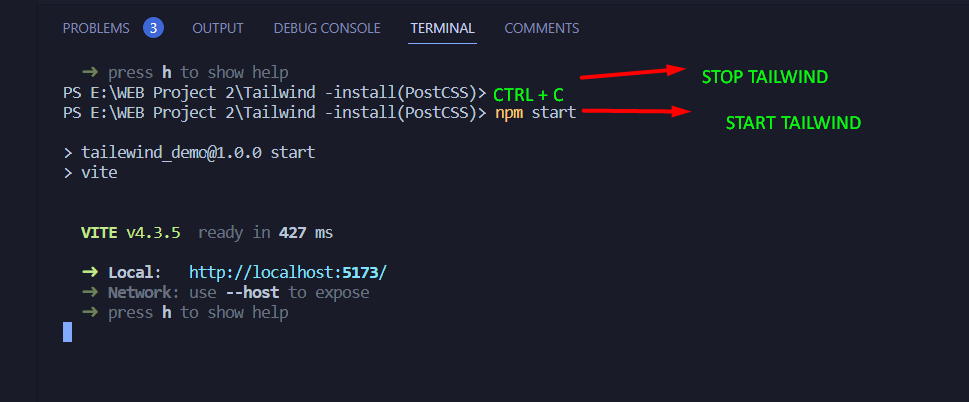 PROBLEMS 3 OUTPUT DEBUG CONSOLE TERMINAL COMMENTS
➜ press h to show help
STOP TAILWIND
PS E:\WEB Project 2\Tailwind -install(PostCSS)> CTRL + C
PS E:\WEB Project 2\Tailwind -install(PostCSS)> npm start
START TAILWIND
> tailewind_demo@1.0.0 start
> vite
VITE v4.3.5 ready in 427 ms
➜ Local: http://localhost:5173/
➜ Network: use --host to expose
➜ press h to show help